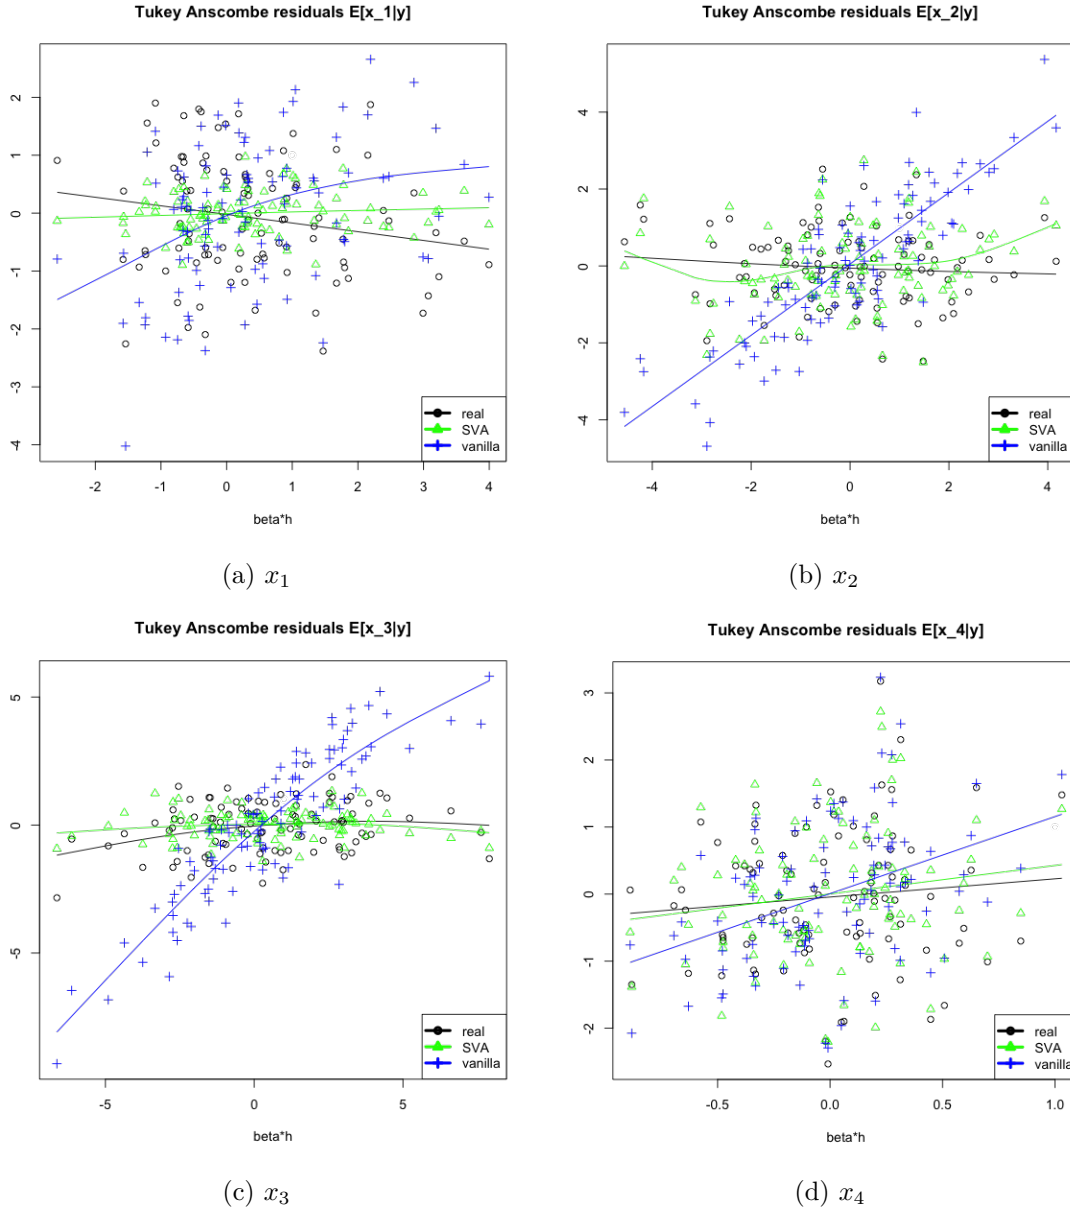 Tukey Anscombe residuals E[x_1|y]
2
1
0
-1
-2
-3
-4
real
SVA
vanilla
-2 -1 0 1 2 3 4
beta*h
(a) x₁
Tukey Anscombe residuals E[x_2|y]
4
2
0
-2
-4
real
SVA
vanilla
-4 -2 0 2 4
beta*h
(b) x₂
Tukey Anscombe residuals E[x_3|y]
5
0
-5
real
SVA
vanilla
-5 0 5
beta*h
(c) x₃
Tukey Anscombe residuals E[x_4|y]
3
2
1
0
-1
-2
real
SVA
vanilla
-0.5 0.0 0.5 1.0
beta*h
(d) x₄